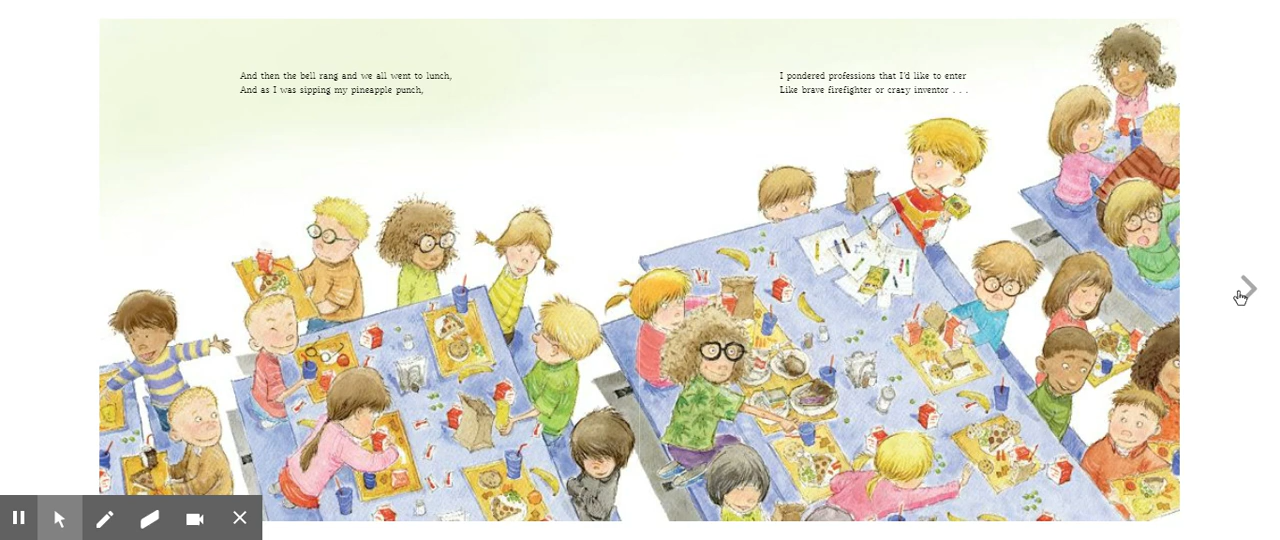 And then the bell rang and we all went to lunch,
And as I was sipping my pineapple punch,
I pondered professions that I'd like to enter
Like brave firefighter or crazy inventor . . .